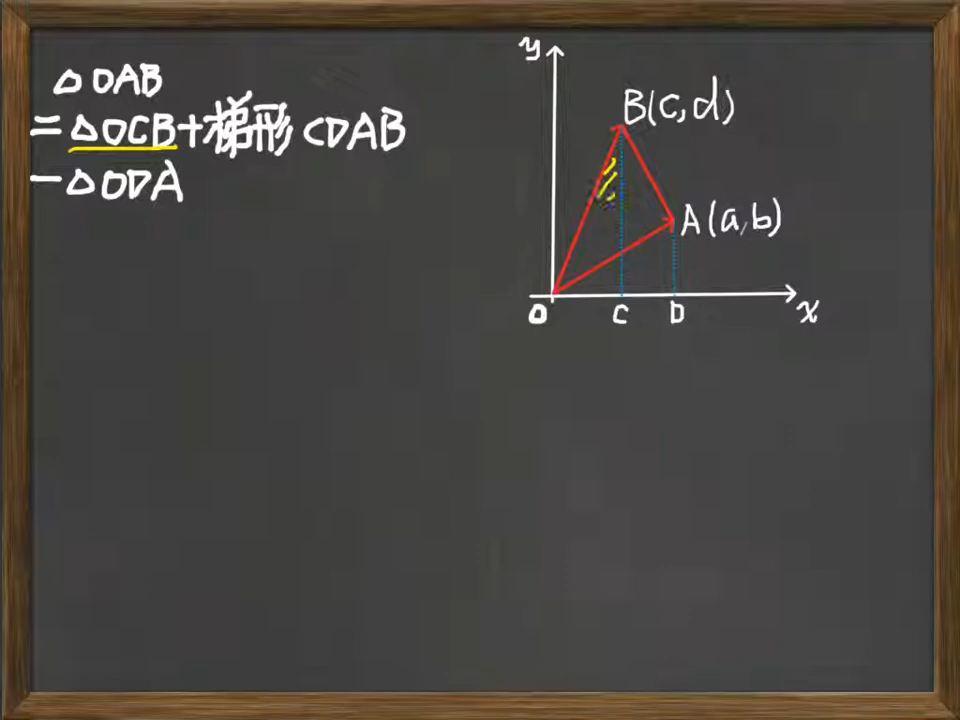 △OAB
=△OCB+梯形CDAB
-△ODA
y
B(c,d)
A(a,b)
O
C
D
x